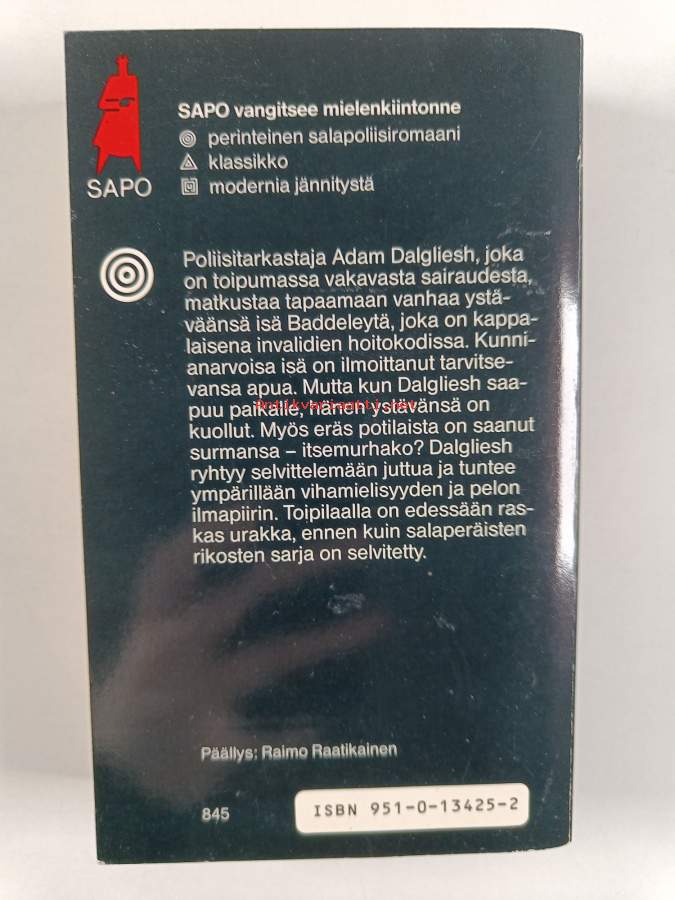 SAPO vangitsee mielenkiintonne
perinteinen salapoliisiromaani
klassikko
modernia jännitystä
SAPO
Poliisitarkastaja Adam Dalgliesh, joka
on toipumassa vakavasta sairaudesta,
matkustaa tapaamaan vanhaa ystä-
väänsä isä Baddeleytä, joka on kappa-
laisena invalidien hoitokodissa. Kunni-
anarvoisa isä on ilmoittanut tarvitse-
vansa apua. Mutta kun Dalgliesh saa-
puu paikalle, hänen ystävänsä on
Antikvariaatti.net
kuollut. Myös eräs potilaista on saanut
surmansa – itsemurhako? Dalgliesh
ryhtyy selvittelemään juttua ja tuntee
ympärillään vihamielisyyden ja pelon
ilmapiirin. Toipilaalla on edessään ras-
kas urakka, ennen kuin salaperäisten
rikosten sarja on selvitetty.
Päällys: Raimo Raatikainen
845
ISBN 951-0-13425-2